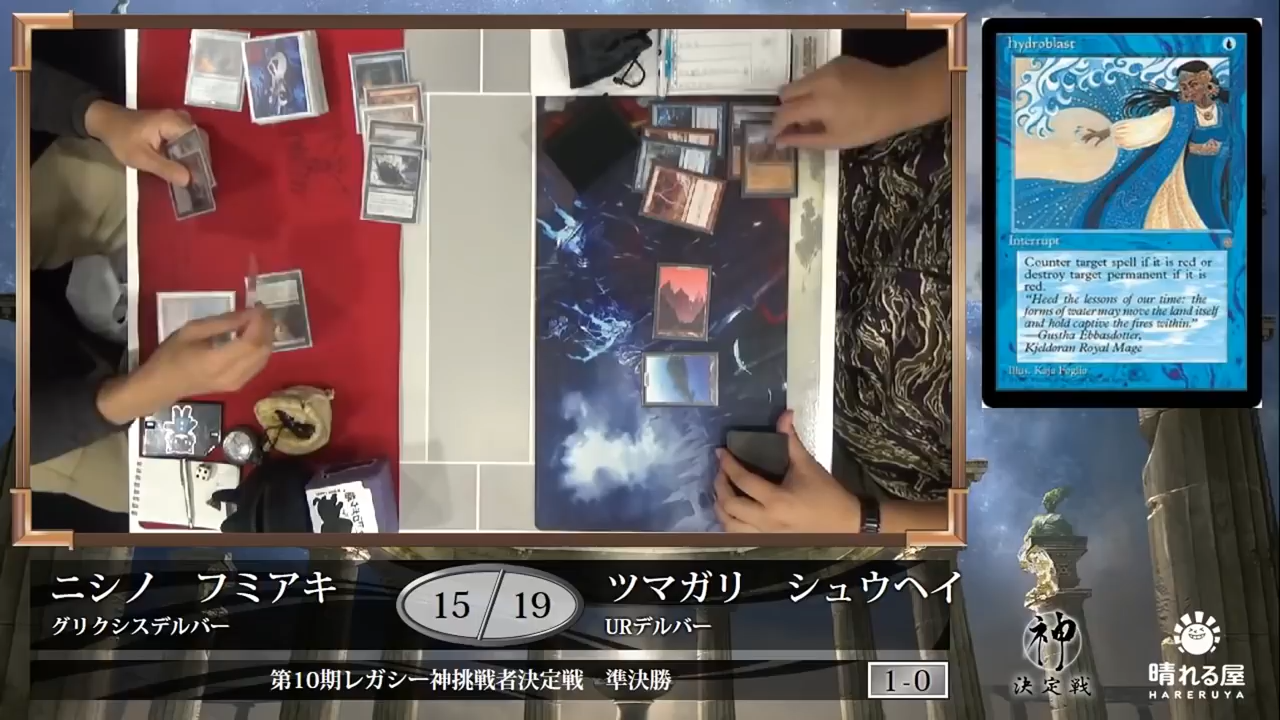 Hydroblast
Interrupt
Counter target spell if it is red or
destroy target permanent if it is
red.
"Heed the lessons of our time: the
forms of water may move the land itself
and hold captive the fires within."
—Gustha Ebbasdotter,
Kjeldoran Royal Mage
Illus. Kaja Foglio
ニシノ フミアキ
グリクシスデルバー
15 / 19
ツマガリ シュウヘイ
URデルバー
第10期レガシー神挑戦者決定戦 準決勝
1-0
神
決定戦
晴れる屋
HARERUYA